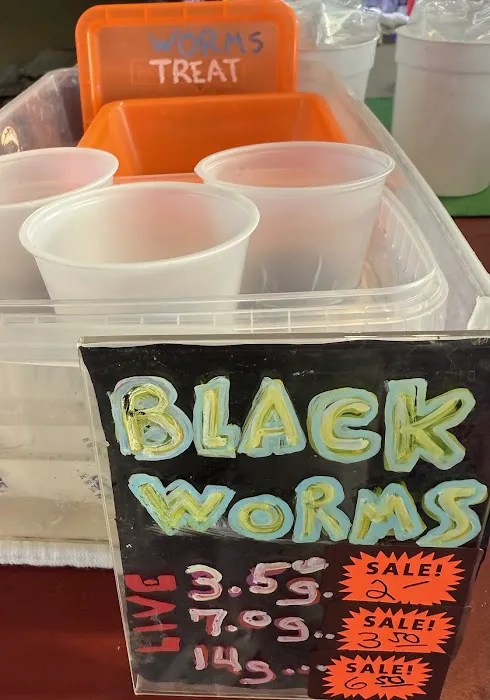 WORMS
TREAT
BLACK
WORMS
LIVE
3.5g. SALE! 2 —
7.0g.. SALE! 3 50
14g... SALE! 6 50